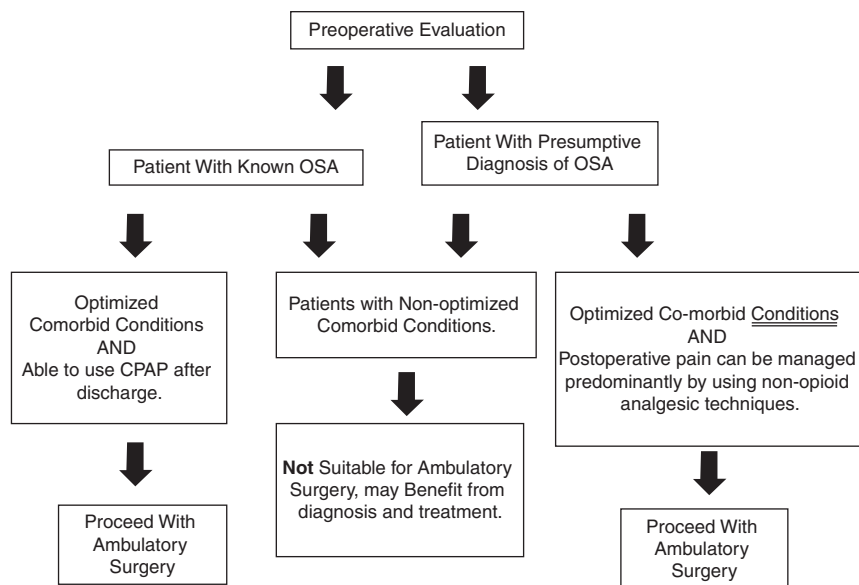 Preoperative Evaluation
Patient With Known OSA
Patient With Presumptive
Diagnosis of OSA
Optimized
Comorbid Conditions
AND
Able to use CPAP after
discharge.
Patients with Non-optimized
Comorbid Conditions.
Optimized Co-morbid Conditions
AND
Postoperative pain can be managed
predominantly by using non-opioid
analgesic techniques.
Proceed With
Ambulatory
Surgery
Not Suitable for Ambulatory
Surgery, may Benefit from
diagnosis and treatment.
Proceed With
Ambulatory
Surgery